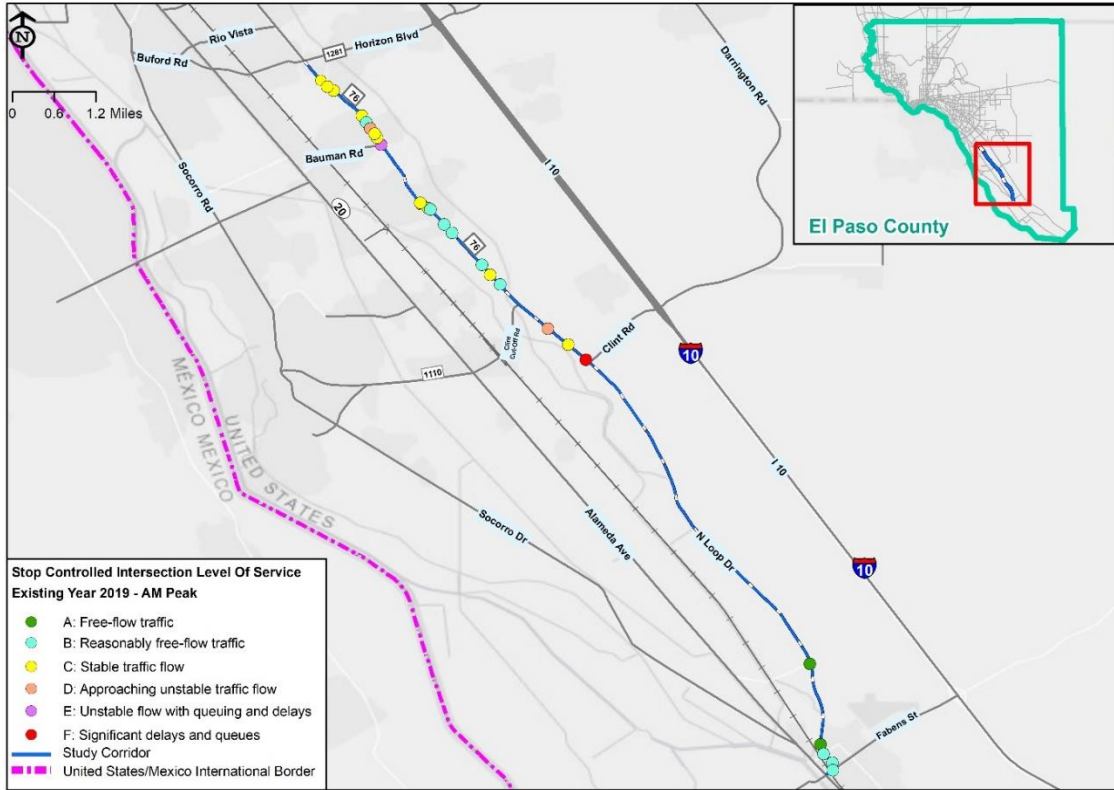 Rio Vista
Buford Rd
1281
Horizon Blvd
N
0 0.6 1.2 Miles
76
Darrington Rd
Bauman Rd
I 10
Socorro Rd
20
76
El Paso County
Clint Cut-Off Rd
Clint Rd
10
1110
MÉXICO MEXICO
UNITED STATES
I 10
Socorro Dr
Alameda Ave
N Loop Dr
10
Fabens St
Stop Controlled Intersection Level Of Service
Existing Year 2019 - AM Peak
A: Free-flow traffic
B: Reasonably free-flow traffic
C: Stable traffic flow
D: Approaching unstable traffic flow
E: Unstable flow with queuing and delays
F: Significant delays and queues
Study Corridor
United States/Mexico International Border